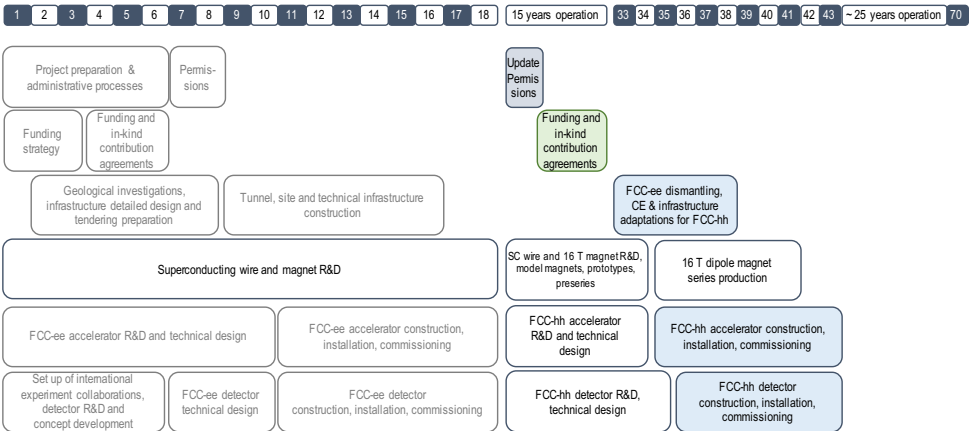 1 2 3 4 5 6 7 8 9 10 11 12 13 14 15 16 17 18 15 years operation 33 34 35 36 37 38 39 40 41 42 43 ~ 25 years operation 70
Project preparation &
administrative processes
Permis-
sions
Update
Permis
sions
Funding
strategy
Funding and
in-kind
contribution
agreements
Funding and
in-kind
contribution
agreements
Geological investigations,
infrastructure detailed design and
tendering preparation
Tunnel, site and technical infrastructure
construction
FCC-ee dismantling,
CE & infrastructure
adaptations for FCC-hh
Superconducting wire and magnet R&D
SC wire and 16 T magnet R&D,
model magnets, prototypes,
preseries
16 T dipole magnet
series production
FCC-ee accelerator R&D and technical design
FCC-ee accelerator construction,
installation, commissioning
FCC-hh accelerator
R&D and technical
design
FCC-hh accelerator construction,
installation, commissioning
Set up of international
experiment collaborations,
detector R&D and
concept development
FCC-ee detector
technical design
FCC-ee detector
construction, installation, commissioning
FCC-hh detector R&D,
technical design
FCC-hh detector
construction, installation,
commissioning